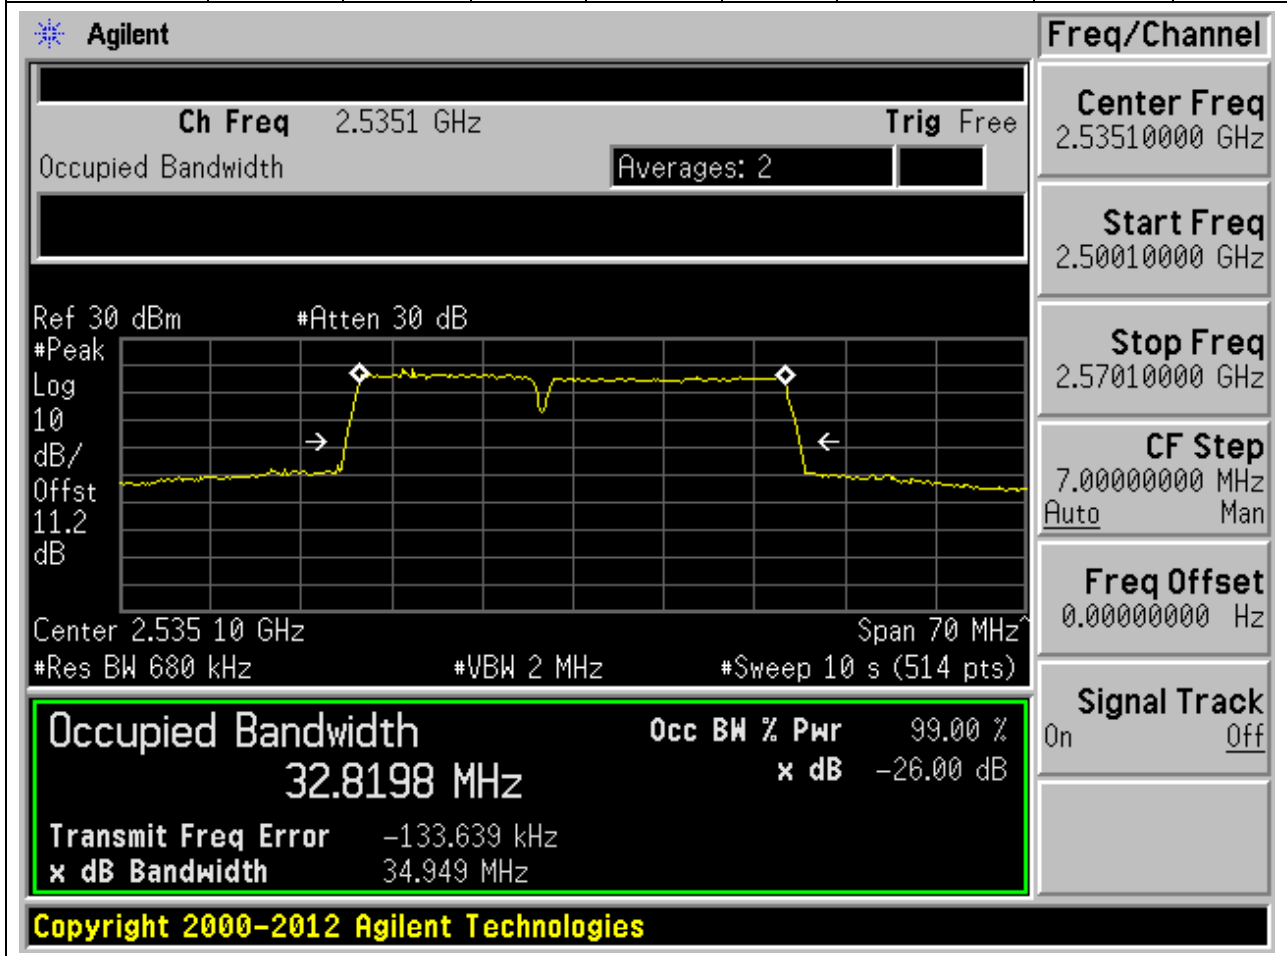 Agilent
Freq/Channel
Ch Freq 2.5351 GHz Trig Free
Occupied Bandwidth Averages: 2
Center Freq
2.53510000 GHz
Start Freq
2.50010000 GHz
Stop Freq
2.57010000 GHz
CF Step
7.00000000 MHz
Auto Man
Freq Offset
0.00000000 Hz
Signal Track
On Off
Ref 30 dBm #Atten 30 dB
#Peak
Log
10
dB/
Offst
11.2
dB
Center 2.535 10 GHz Span 70 MHz^
#Res BW 680 kHz #VBW 2 MHz #Sweep 10 s (514 pts)
Occupied Bandwidth
32.8198 MHz
Occ BW % Pwr 99.00 %
x dB -26.00 dB
Transmit Freq Error -133.639 kHz
x dB Bandwidth 34.949 MHz
Copyright 2000-2012 Agilent Technologies